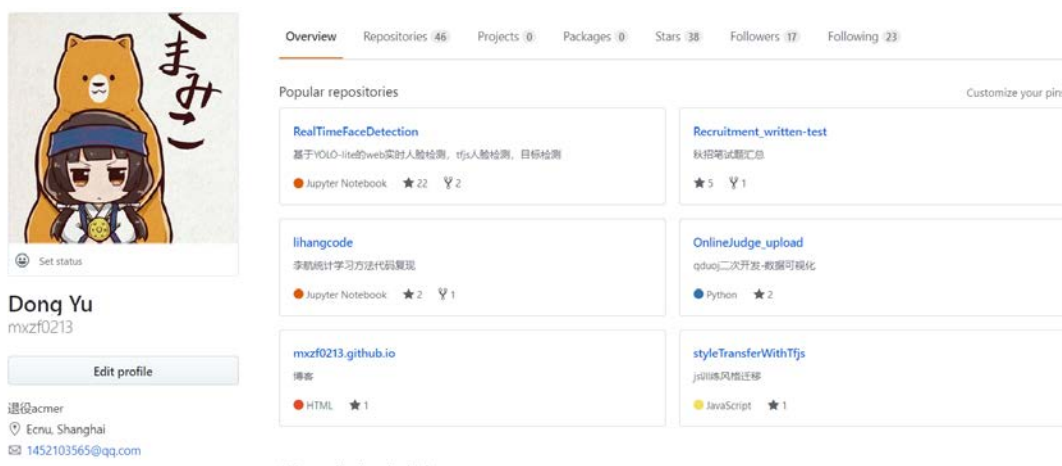 くまみこ
Set status
Dong Yu
mxzf0213
Edit profile
退役acmer
Ecnu, Shanghai
1452103565@qq.com
Overview Repositories 46 Projects 0 Packages 0 Stars 38 Followers 17 Following 23
Popular repositories Customize your pins
RealTimeFaceDetection
基于YOLO-lite的web实时人脸检测，tfjs人脸检测，目标检测
Jupyter Notebook 22 2
Recruitment_written-test
秋招笔试题汇总
5 1
lihangcode
李航统计学习方法代码复现
Jupyter Notebook 2 1
OnlineJudge_upload
qduoj二次开发-数据可视化
Python 2
mxzf0213.github.io
博客
HTML 1
styleTransferWithTfjs
js训练风格迁移
JavaScript 1